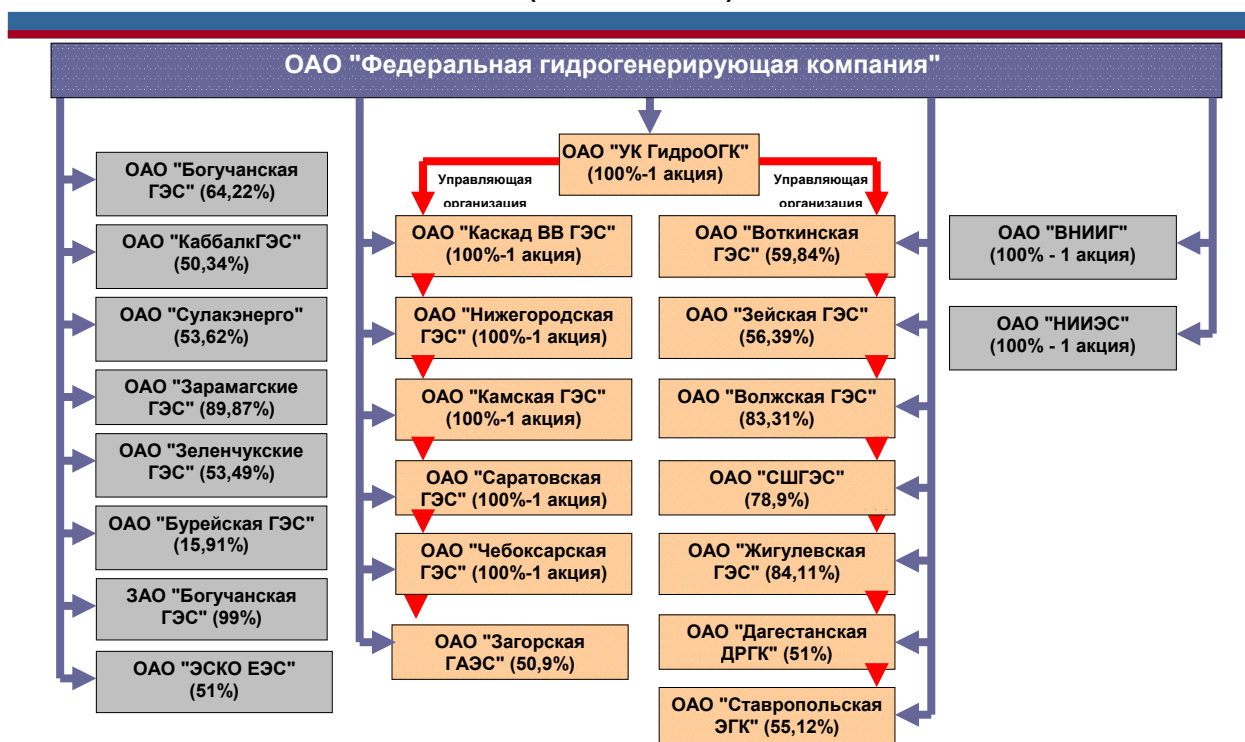 ОАО "Федеральная гидрогенерирующая компания"
ОАО "УК ГидроОГК"
(100%-1 акция)
Управляющая
организация
Управляющая
организация
ОАО "Богучанская
ГЭС" (64,22%)
ОАО "КаббалкГЭС"
(50,34%)
ОАО "Сулакэнерго"
(53,62%)
ОАО "Зарамагские
ГЭС" (89,87%)
ОАО "Зеленчукские
ГЭС" (53,49%)
ОАО "Бурейская ГЭС"
(15,91%)
ЗАО "Богучанская
ГЭС" (99%)
ОАО "ЭСКО ЕЭС"
(51%)
ОАО "Каскад ВВ ГЭС"
(100%-1 акция)
ОАО "Нижегородская
ГЭС" (100%-1 акция)
ОАО "Камская ГЭС"
(100%-1 акция)
ОАО "Саратовская
ГЭС" (100%-1 акция)
ОАО "Чебоксарская
ГЭС" (100%-1 акция)
ОАО "Загорская
ГАЭС" (50,9%)
ОАО "Воткинская
ГЭС" (59,84%)
ОАО "Зейская ГЭС"
(56,39%)
ОАО "Волжская ГЭС"
(83,31%)
ОАО "СШГЭС"
(78,9%)
ОАО "Жигулевская
ГЭС" (84,11%)
ОАО "Дагестанская
ДРГК" (51%)
ОАО "Ставропольская
ЭГК" (55,12%)
ОАО "ВНИИГ"
(100% - 1 акция)
ОАО "НИИЭС"
(100% - 1 акция)